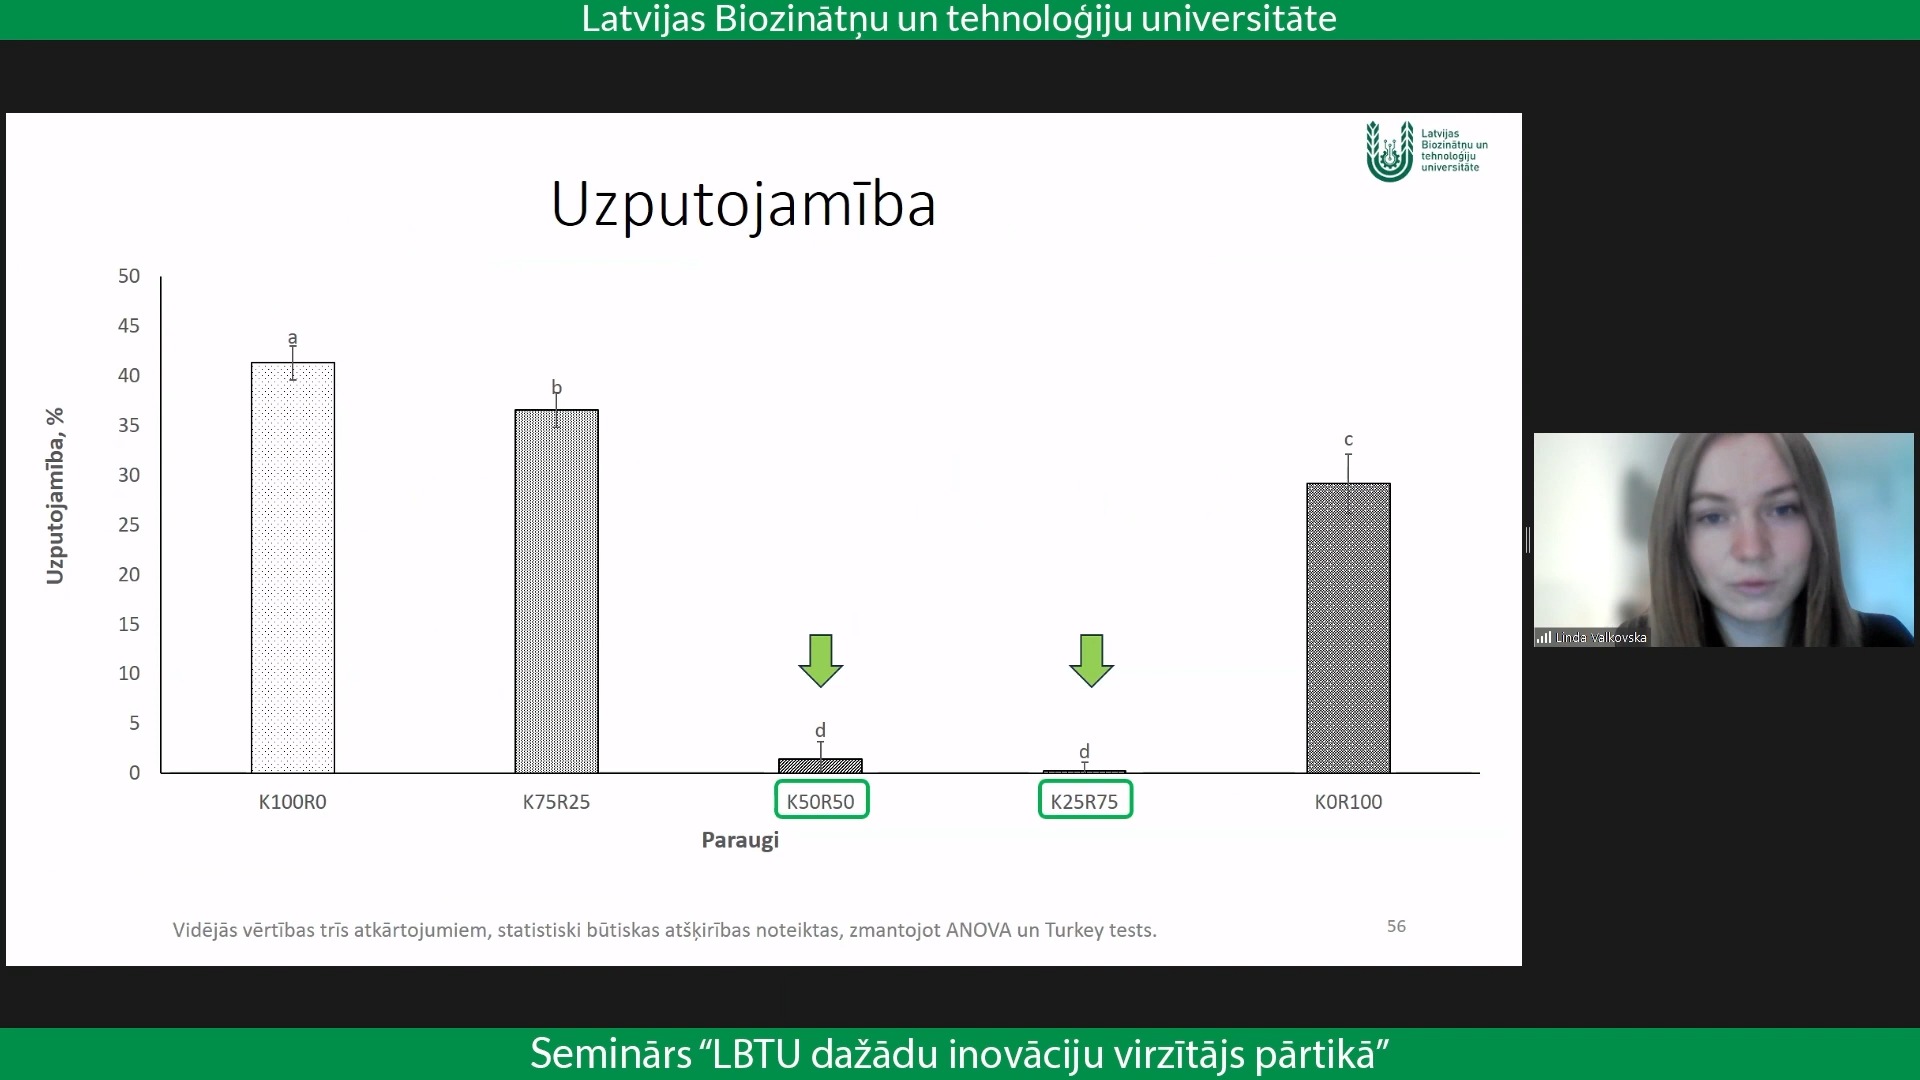 Latvijas Biozinātņu un tehnoloģiju universitāte
Latvijas
Biozinātņu un
tehnoloģiju
universitāte
Uzputojamība
Uzputojamība, %
50
45
40
35
30
25
20
15
10
5
0
a
b
d
d
c
K100R0
K75R25
K50R50
K25R75
K0R100
Paraugi
Vidējās vērtības trīs atkārtojumiem, statistiski būtiskas atšķirības noteiktas, zmantojot ANOVA un Turkey tests.
56
Linda Valkovska
Seminārs “LBTU dažādu inovāciju virzītājs pārtikā”